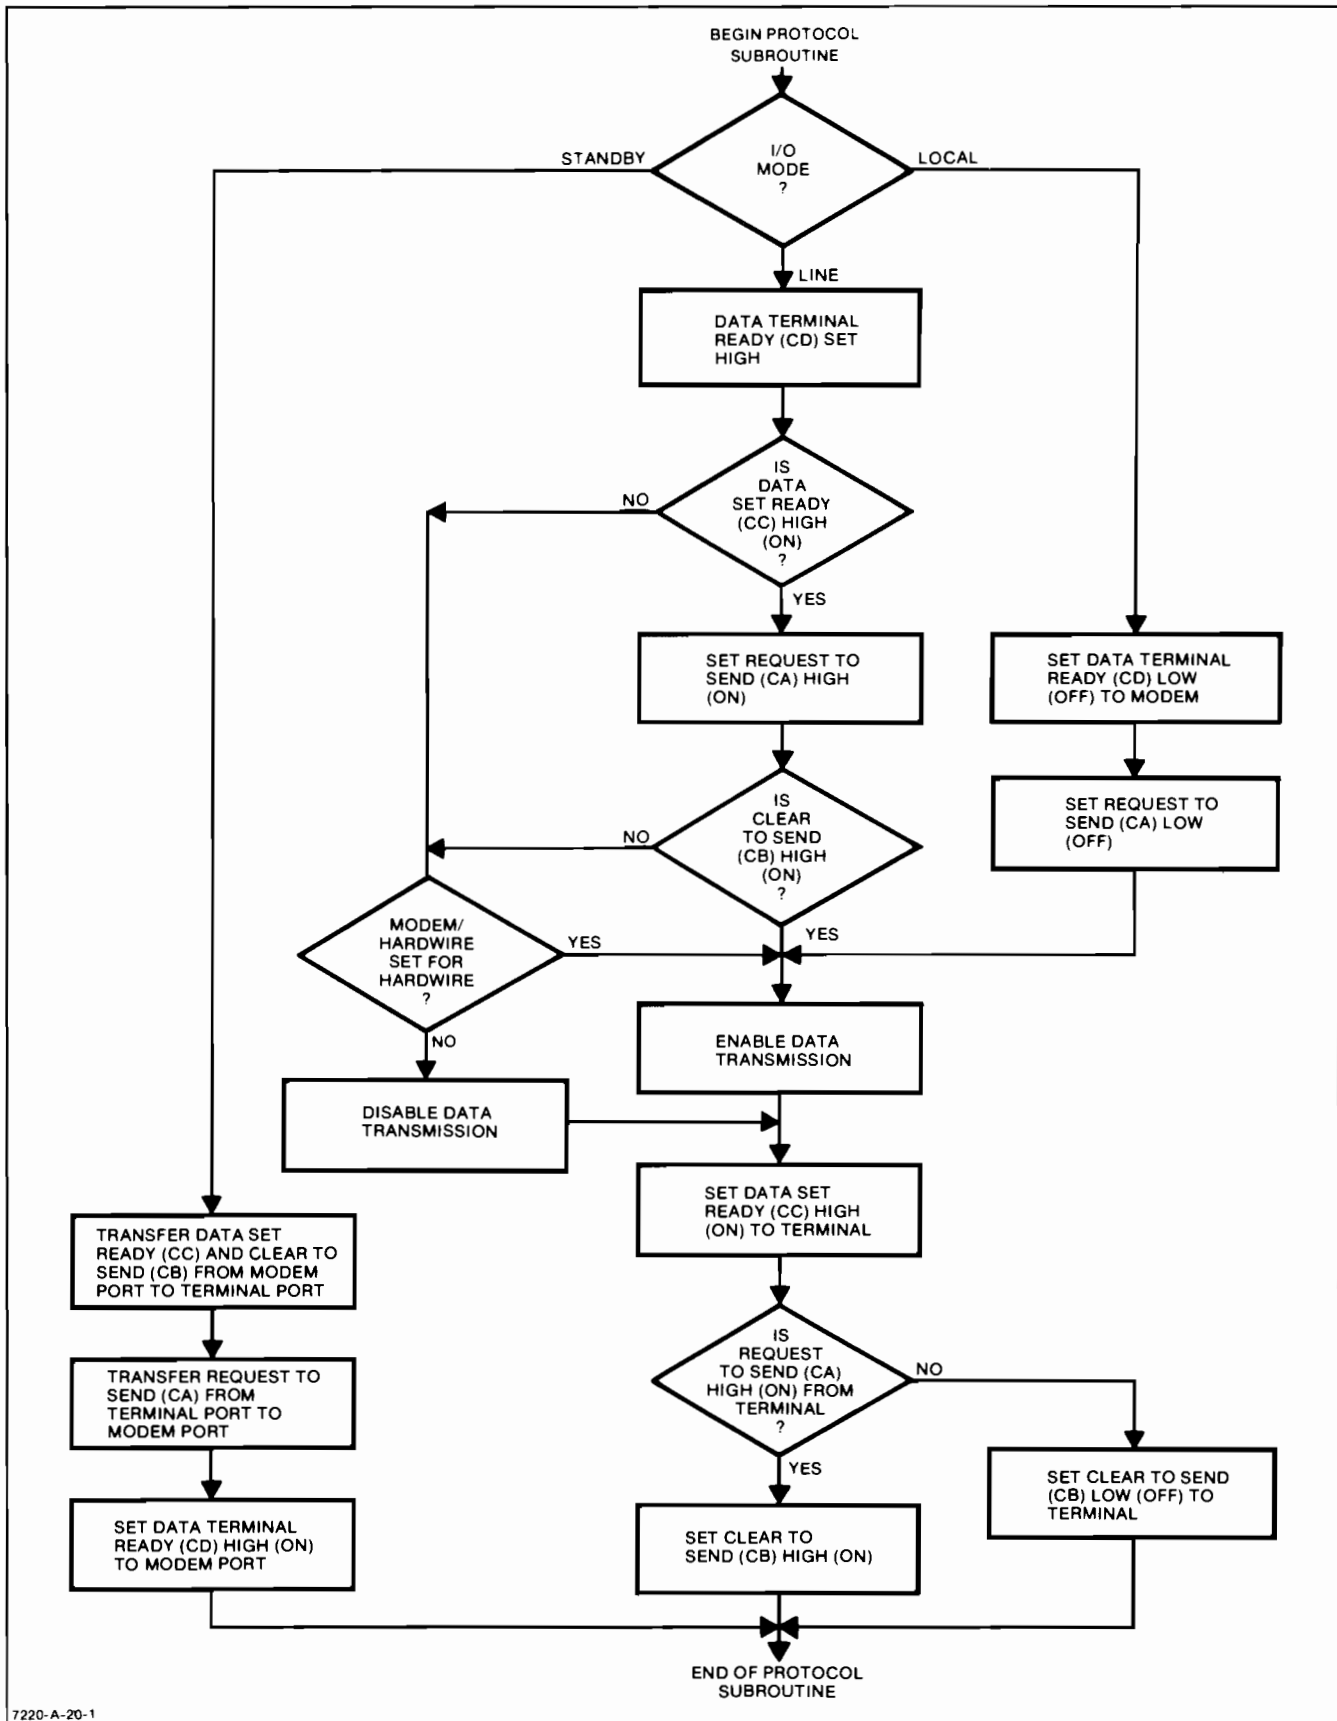 BEGIN PROTOCOL
SUBROUTINE
I/O
MODE
?
STANDBY
LOCAL
LINE
DATA TERMINAL
READY (CD) SET
HIGH
IS
DATA
SET READY
(CC) HIGH
(ON)
?
NO
YES
SET REQUEST TO
SEND (CA) HIGH
(ON)
SET DATA TERMINAL
READY (CD) LOW
(OFF) TO MODEM
IS
CLEAR
TO SEND
(CB) HIGH
(ON)
?
NO
YES
SET REQUEST TO
SEND (CA) LOW
(OFF)
MODEM/
HARDWIRE
SET FOR
HARDWIRE
?
YES
NO
ENABLE DATA
TRANSMISSION
DISABLE DATA
TRANSMISSION
SET DATA SET
READY (CC) HIGH
(ON) TO TERMINAL
TRANSFER DATA SET
READY (CC) AND CLEAR TO
SEND (CB) FROM MODEM
PORT TO TERMINAL PORT
IS
REQUEST
TO SEND (CA)
HIGH (ON) FROM
TERMINAL
?
NO
YES
TRANSFER REQUEST TO
SEND (CA) FROM
TERMINAL PORT TO
MODEM PORT
SET CLEAR TO SEND
(CB) LOW (OFF) TO
TERMINAL
SET DATA TERMINAL
READY (CD) HIGH (ON)
TO MODEM PORT
SET CLEAR TO
SEND (CB) HIGH (ON)
END OF PROTOCOL
SUBROUTINE
7220-A-20-1